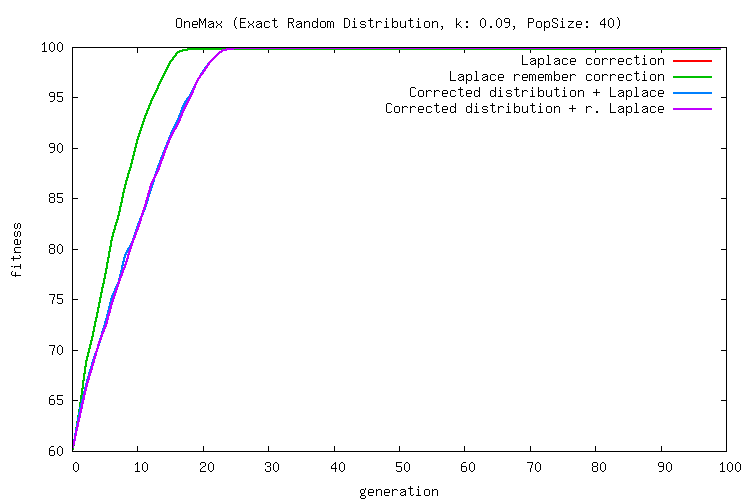 OneMax (Exact Random Distribution, k: 0.09, PopSize: 40)
100
Laplace correction
Laplace remember correction
Corrected distribution + Laplace
Corrected distribution + r. Laplace
95
90
85
80
75
70
65
60
fitness
0 10 20 30 40 50 60 70 80 90 100
generation